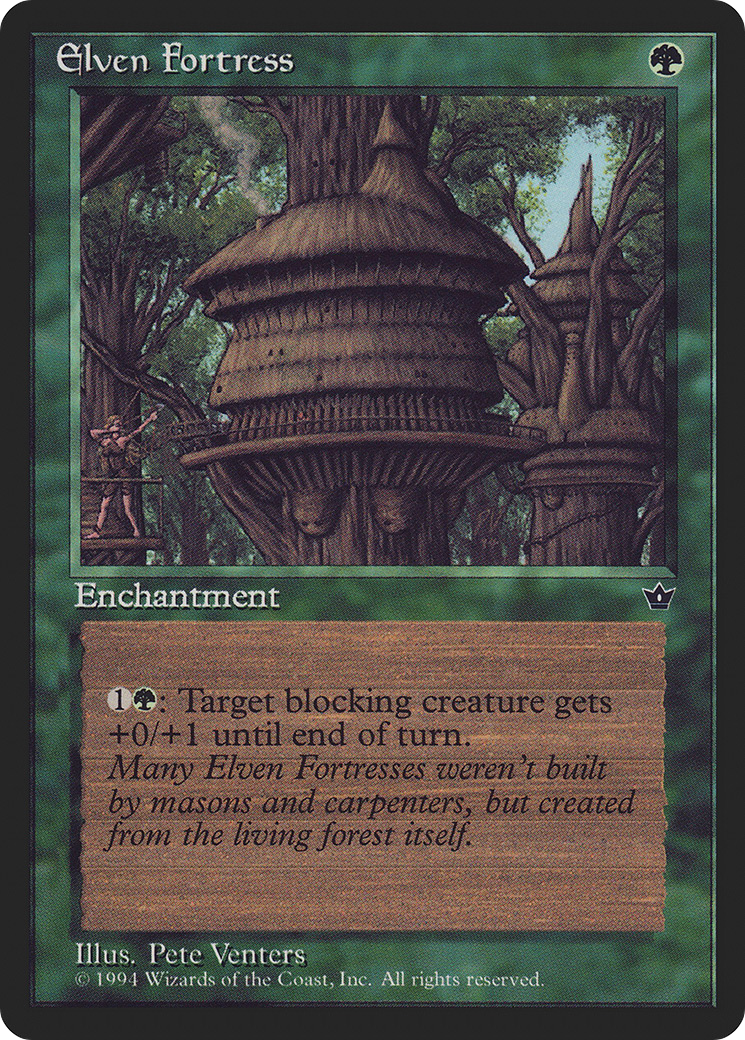 Elven Fortress
Enchantment
1: Target blocking creature gets
+0/+1 until end of turn.
Many Elven Fortresses weren't built
by masons and carpenters, but created
from the living forest itself.
Illus. Pete Venters
© 1994 Wizards of the Coast, Inc. All rights reserved.